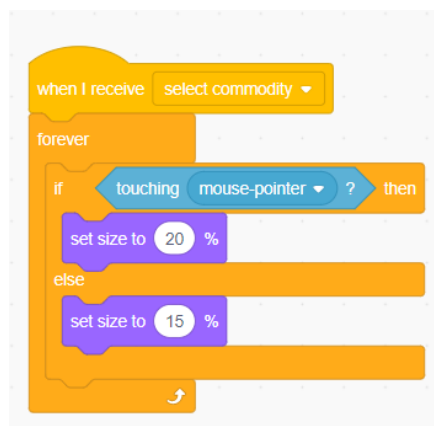 when I receive select commodity
forever
if touching mouse-pointer ? then
set size to 20 %
else
set size to 15 %